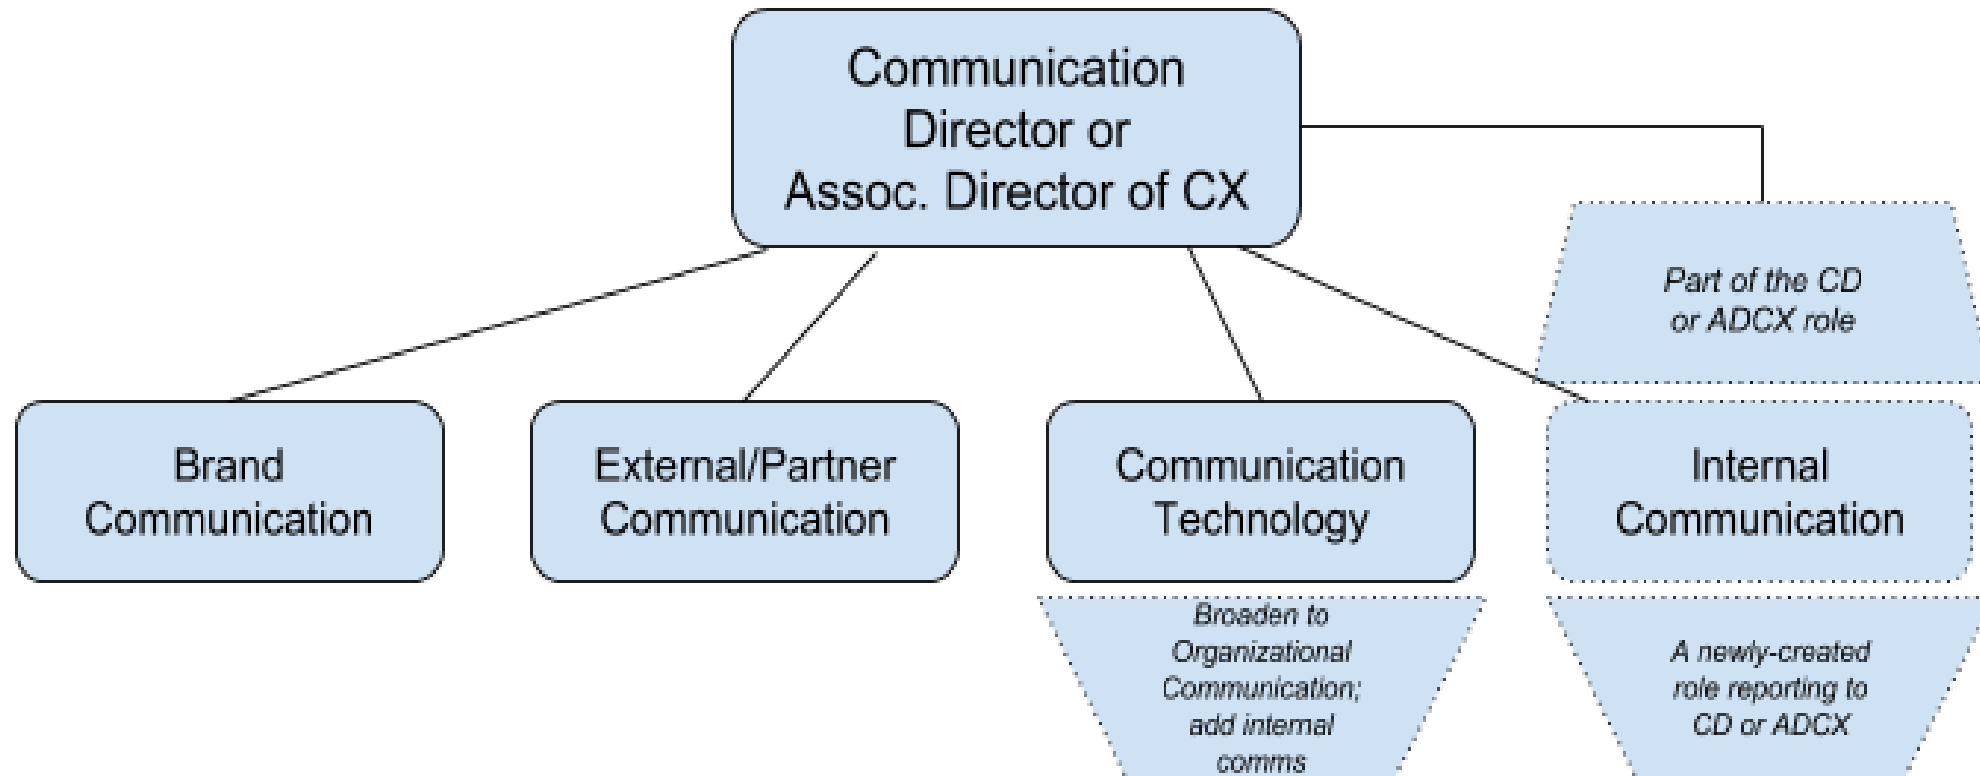 Communication
Director or
Assoc. Director of CX
Part of the CD
or ADCX role
Brand
Communication
External/Partner
Communication
Communication
Technology
Internal
Communication
Broaden to
Organizational
Communication;
add internal
comms
A newly-created
role reporting to
CD or ADCX